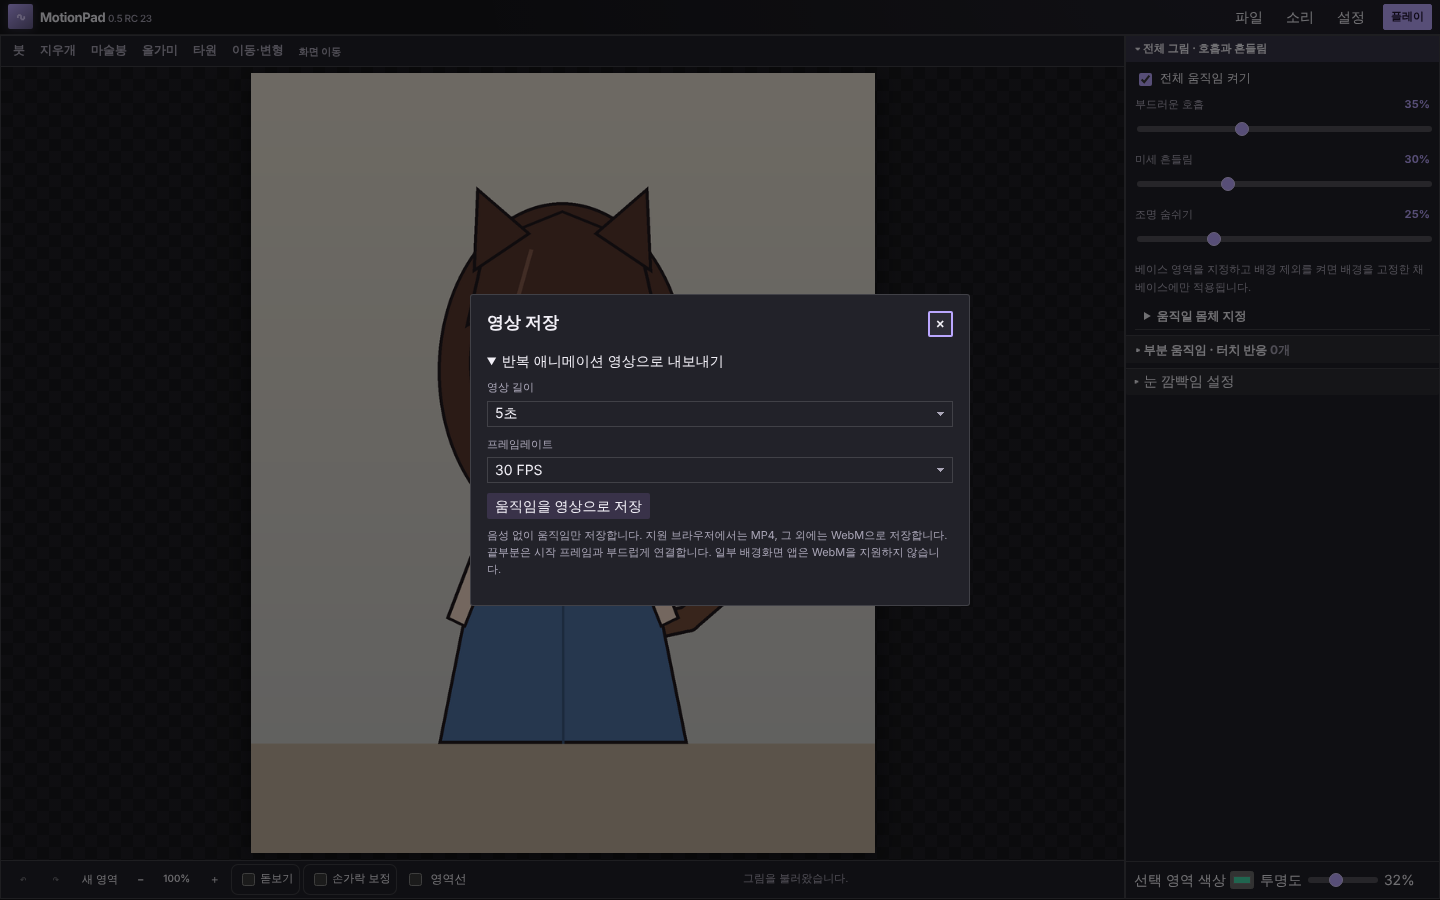 MotionPad 0.5 RC 23
파일 소리 설정 플레이
붓 지우개 마술봉 올가미 타원 이동·변형 화면 이동
전체 그림 · 호흡과 흔들림
전체 움직임 켜기
부드러운 호흡 35%
미세 흔들림 30%
조명 숨쉬기 25%
베이스 영역을 지정하고 배경 제외를 켜면 배경을 고정한 채
베이스에만 적용됩니다.
움직일 몸체 지정
부분 움직임 · 터치 반응 0개
눈 깜빡임 설정
영상 저장 ×
반복 애니메이션 영상으로 내보내기
영상 길이
5초
프레임레이트
30 FPS
움직임을 영상으로 저장
음성 없이 움직임만 저장합니다. 지원 브라우저에서는 MP4, 그 외에는 WebM으로 저장합니다.
끝부분은 시작 프레임과 부드럽게 연결합니다. 일부 배경화면 앱은 WebM을 지원하지 않습니
다.
새 영역 − 100% + 돋보기 손가락 보정 영역선 그림을 불러왔습니다.
선택 영역 색상 투명도 32%